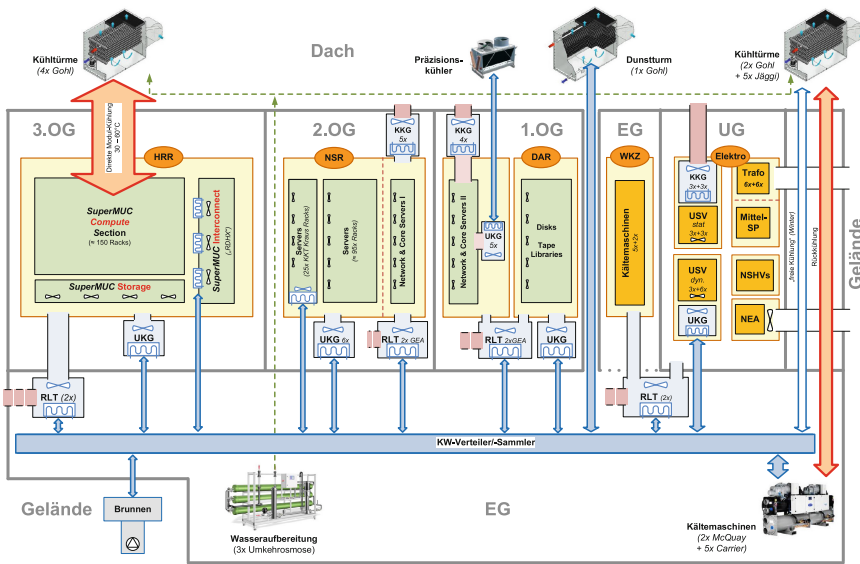 Dach
Kühltürme
(4x Gohl)
Präzisions-
kühler
Dunstturm
(1x Gohl)
Kühltürme
(2x Gohl
+ 5x Jäggi)
Direkte Modul-Kühlung
30 – 60°C
3.OG
HRR
SuperMUC
Compute
Section
(≈ 150 Racks)
SuperMUC Interconnect
(„RDHX“)
SuperMUC Storage
UKG
RLT (2x)
2.OG
NSR
KKG
5x
Servers
(25x KKT Kraus Racks)
Servers
(≈ 95x Racks)
Network & Core Servers I
UKG 6x
RLT 2x GEA
1.OG
KKG
4x
DAR
Network & Core Servers II
UKG
5x
Disks
Tape
Libraries
RLT 2xGEA
UKG
EG
WKZ
Kältemaschinen
5x+2x
RLT (2x)
UG
Elektro
KKG
3x+3x
USV
stat
3x+3x
USV
dyn.
3x+6x
UKG
Trafo
6x+6x
Mittel-
SP
NSHVs
NEA
„freie Kühlung“ (Winter)
Rückkühlung
Gelände
KW-Verteiler/-Sammler
Gelände
Brunnen
Wasseraufbereitung
(3x Umkehrosmose)
EG
Kältemaschinen
(2x McQuay
+ 5x Carrier)